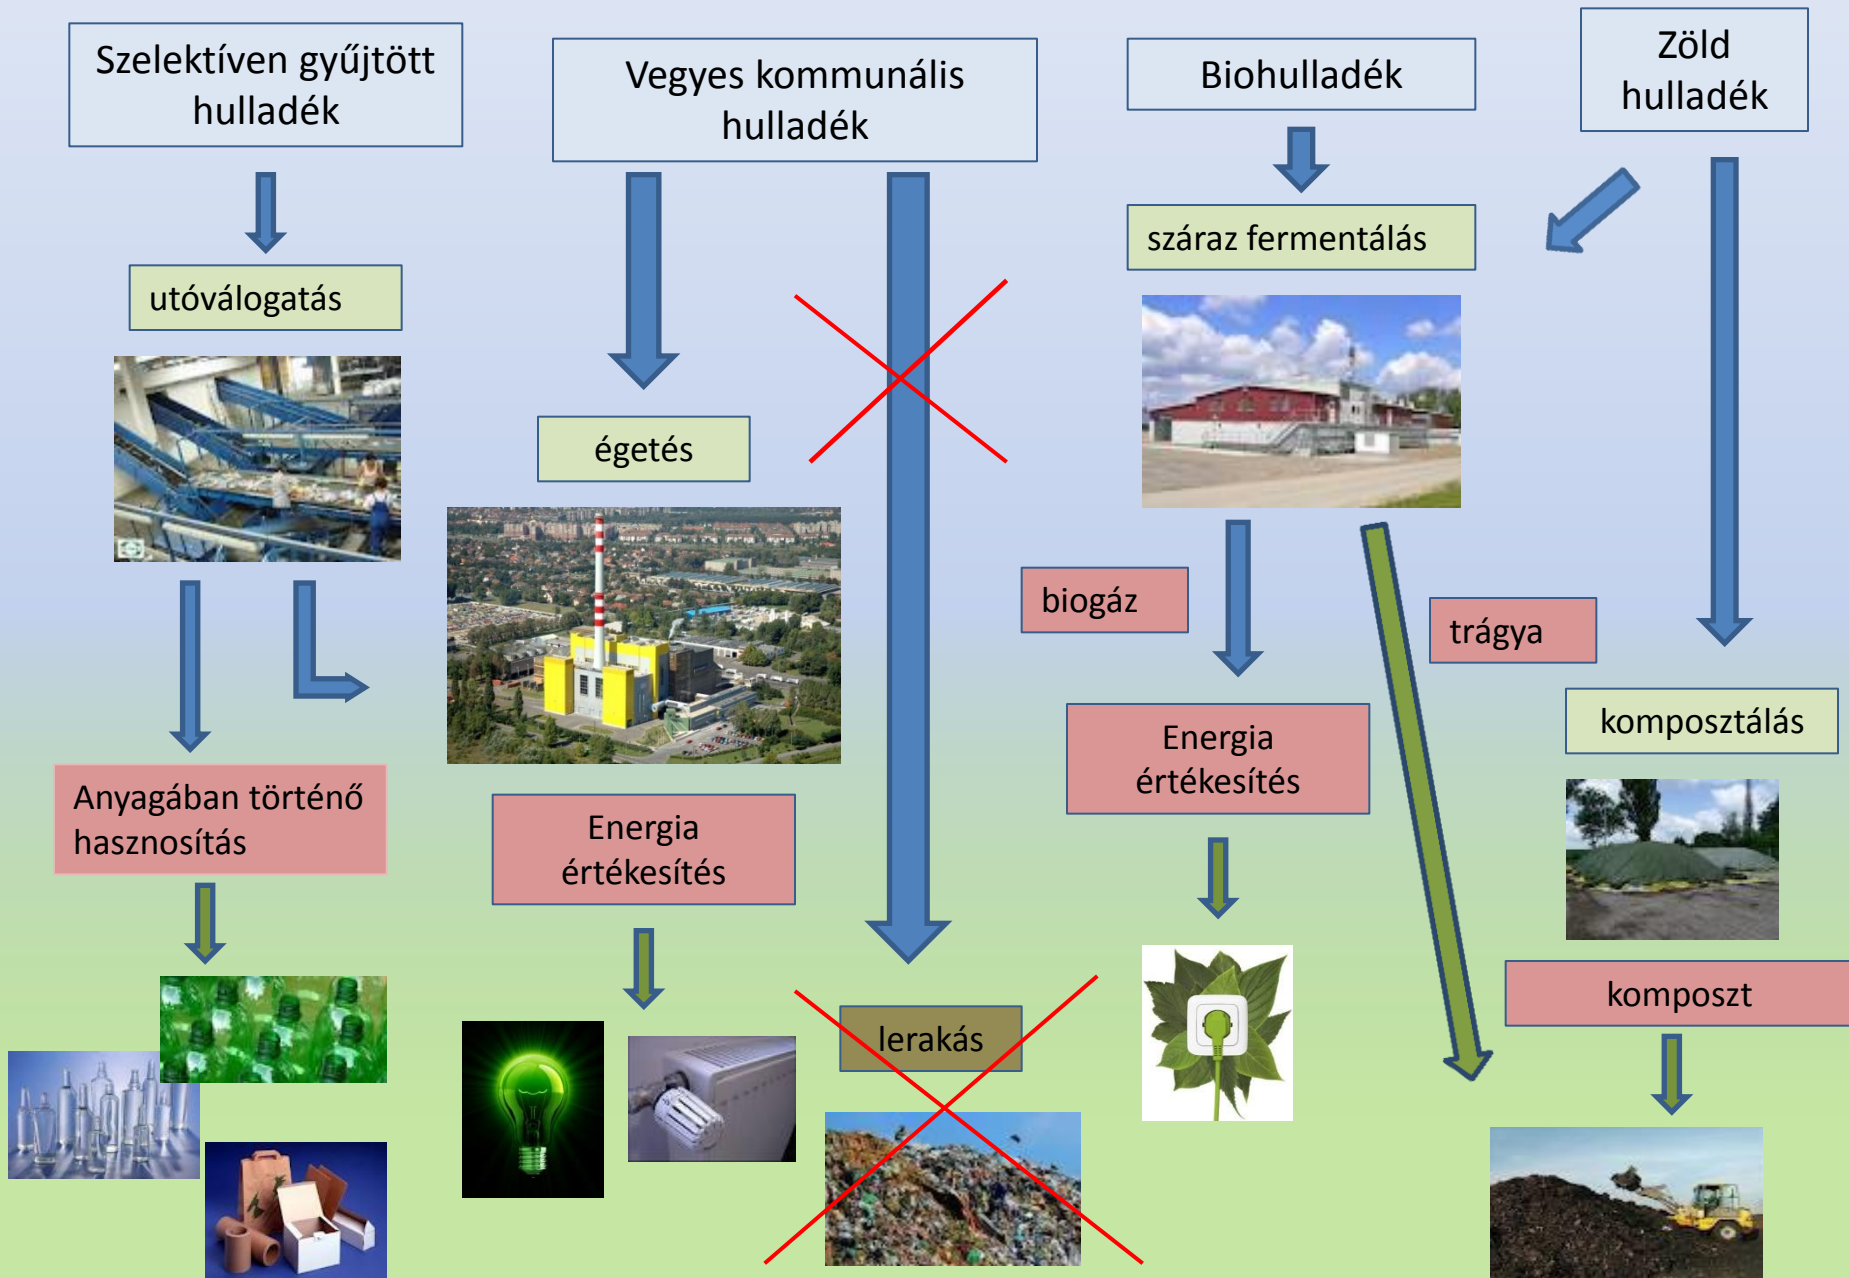 Szelektíven gyűjtött
hulladék
Vegyes kommunális
hulladék
Biohulladék
Zöld
hulladék
száraz fermentálás
utóválogatás
égetés
biogáz
trágya
Energia
értékesítés
komposztálás
Anyagában történő
hasznosítás
Energia
értékesítés
komposzt
lerakás